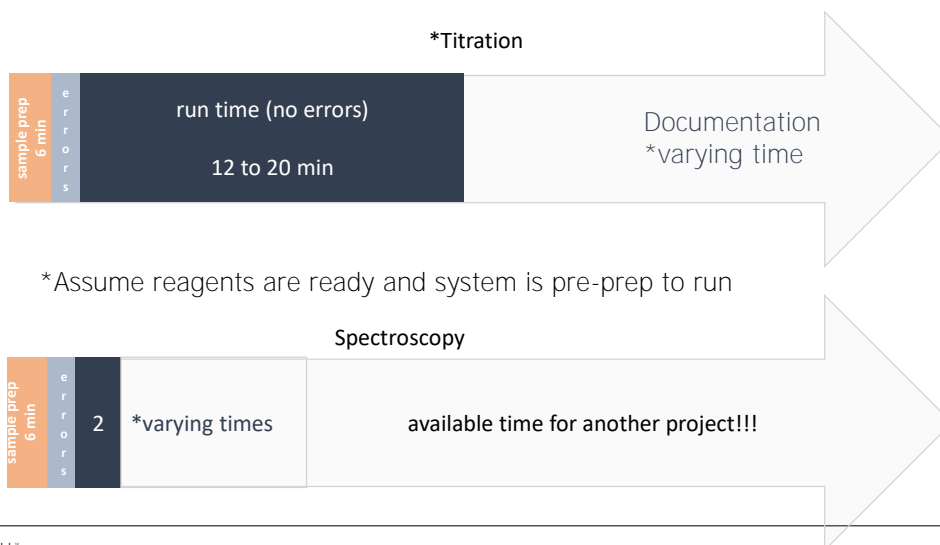 *Titration
sample prep
6 min
errors
run time (no errors)
12 to 20 min
Documentation
*varying time
*Assume reagents are ready and system is pre-prep to run
Spectroscopy
sample prep
6 min
errors
2
*varying times
available time for another project!!!